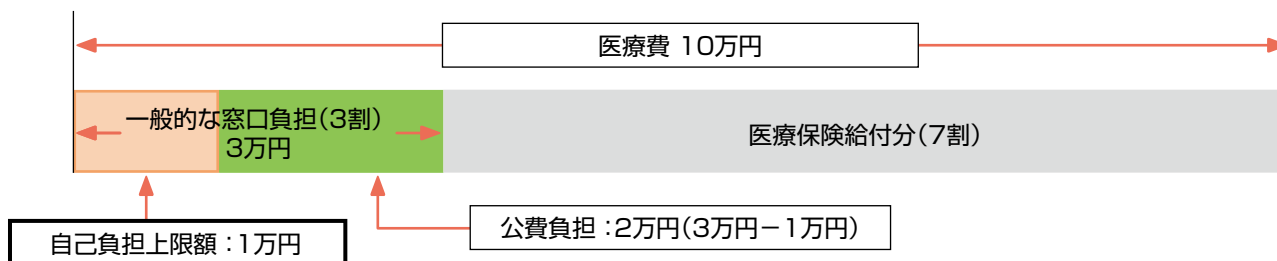 医療費 10万円
一般的な窓口負担（3割）
3万円
医療保険給付分（7割）
公費負担：2万円（3万円－1万円）
自己負担上限額：1万円